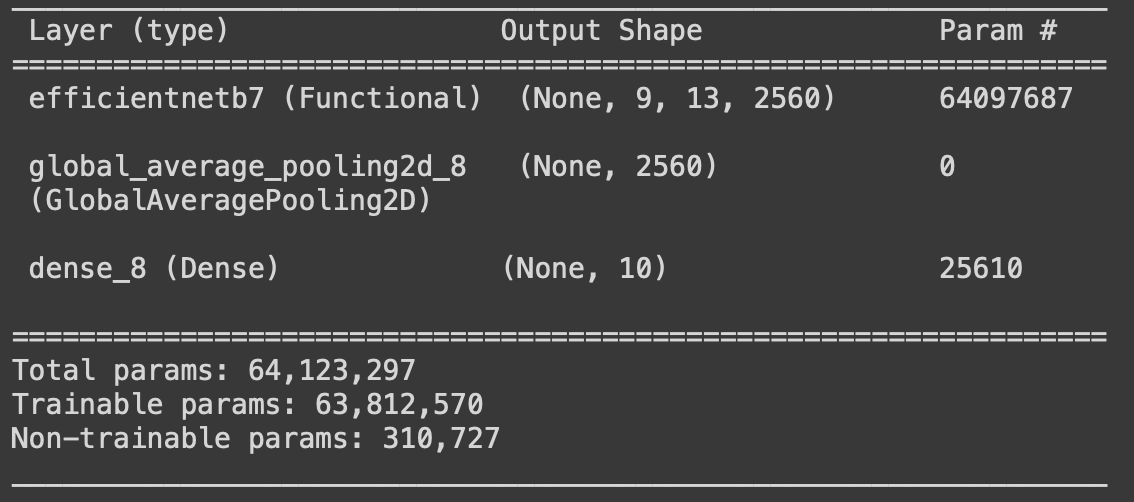 Layer (type) Output Shape Param #
=================================================================
efficientnetb7 (Functional) (None, 9, 13, 2560) 64097687
global_average_pooling2d_8 (None, 2560) 0
(GlobalAveragePooling2D)
dense_8 (Dense) (None, 10) 25610
=================================================================
Total params: 64,123,297
Trainable params: 63,812,570
Non-trainable params: 310,727